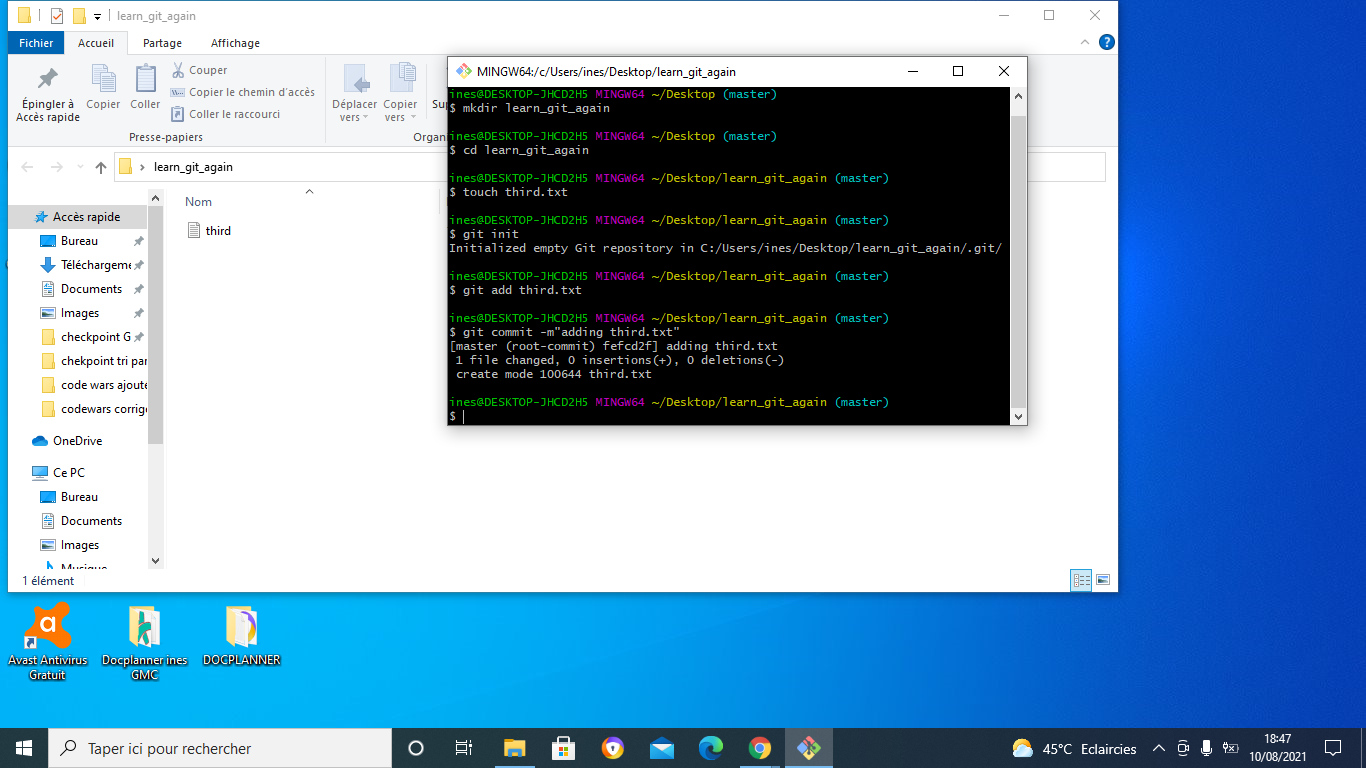 learn_git_again
Fichier
Accueil
Partage
Affichage
Épingler à
Accès rapide
Copier
Coller
Couper
Copier le chemin d'accès
Coller le raccourci
Déplacer
vers
Copier
vers
Presse-papiers
learn_git_again
Nom
third
Accès rapide
Bureau
Documents
Images
checkpoint G
chekpoint tri par
code wars ajoute
OneDrive
Ce PC
Bureau
Documents
Images
Musique
1 élément
MINGW64:/c/Users/ines/Desktop/learn_git_again
ines@DESKTOP-JHCD2H5 MINGW64 ~/Desktop (master)
$ mkdir learn_git_again
ines@DESKTOP-JHCD2H5 MINGW64 ~/Desktop (master)
$ cd learn_git_again
ines@DESKTOP-JHCD2H5 MINGW64 ~/Desktop/learn_git_again (master)
$ touch third.txt
ines@DESKTOP-JHCD2H5 MINGW64 ~/Desktop/learn_git_again (master)
$ git init
Initialized empty Git repository in C:/Users/ines/Desktop/learn_git_again/.git/
ines@DESKTOP-JHCD2H5 MINGW64 ~/Desktop/learn_git_again (master)
$ git add third.txt
ines@DESKTOP-JHCD2H5 MINGW64 ~/Desktop/learn_git_again (master)
$ git commit -m"adding third.txt"
[master (root-commit) fefcd2f] adding third.txt
1 file changed, 0 insertions(+), 0 deletions(-)
create mode 100644 third.txt
ines@DESKTOP-JHCD2H5 MINGW64 ~/Desktop/learn_git_again (master)
$
Avast Antivirus
Gratuit
Docplanner ines
GMC
DOCPLANNER
Taper ici pour rechercher
45°C Eclaircies
18:47
10/08/2021